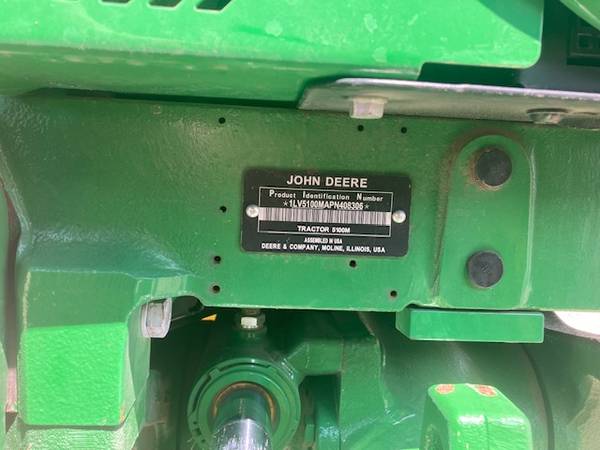 JOHN DEERE
Product Identification Number
*1LV5100MAPN408306*
TRACTOR 5100M
ASSEMBLED IN USA
DEERE & COMPANY, MOLINE, ILLINOIS, USA